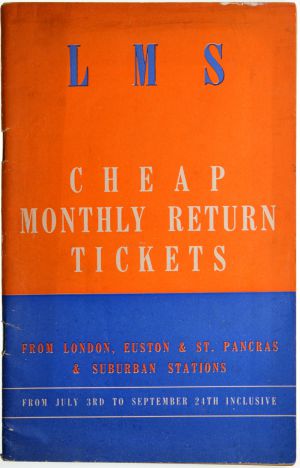 L M S
CHEAP
MONTHLY RETURN
TICKETS
FROM LONDON, EUSTON & ST. PANCRAS
& SUBURBAN STATIONS
FROM JULY 3RD TO SEPTEMBER 24TH INCLUSIVE